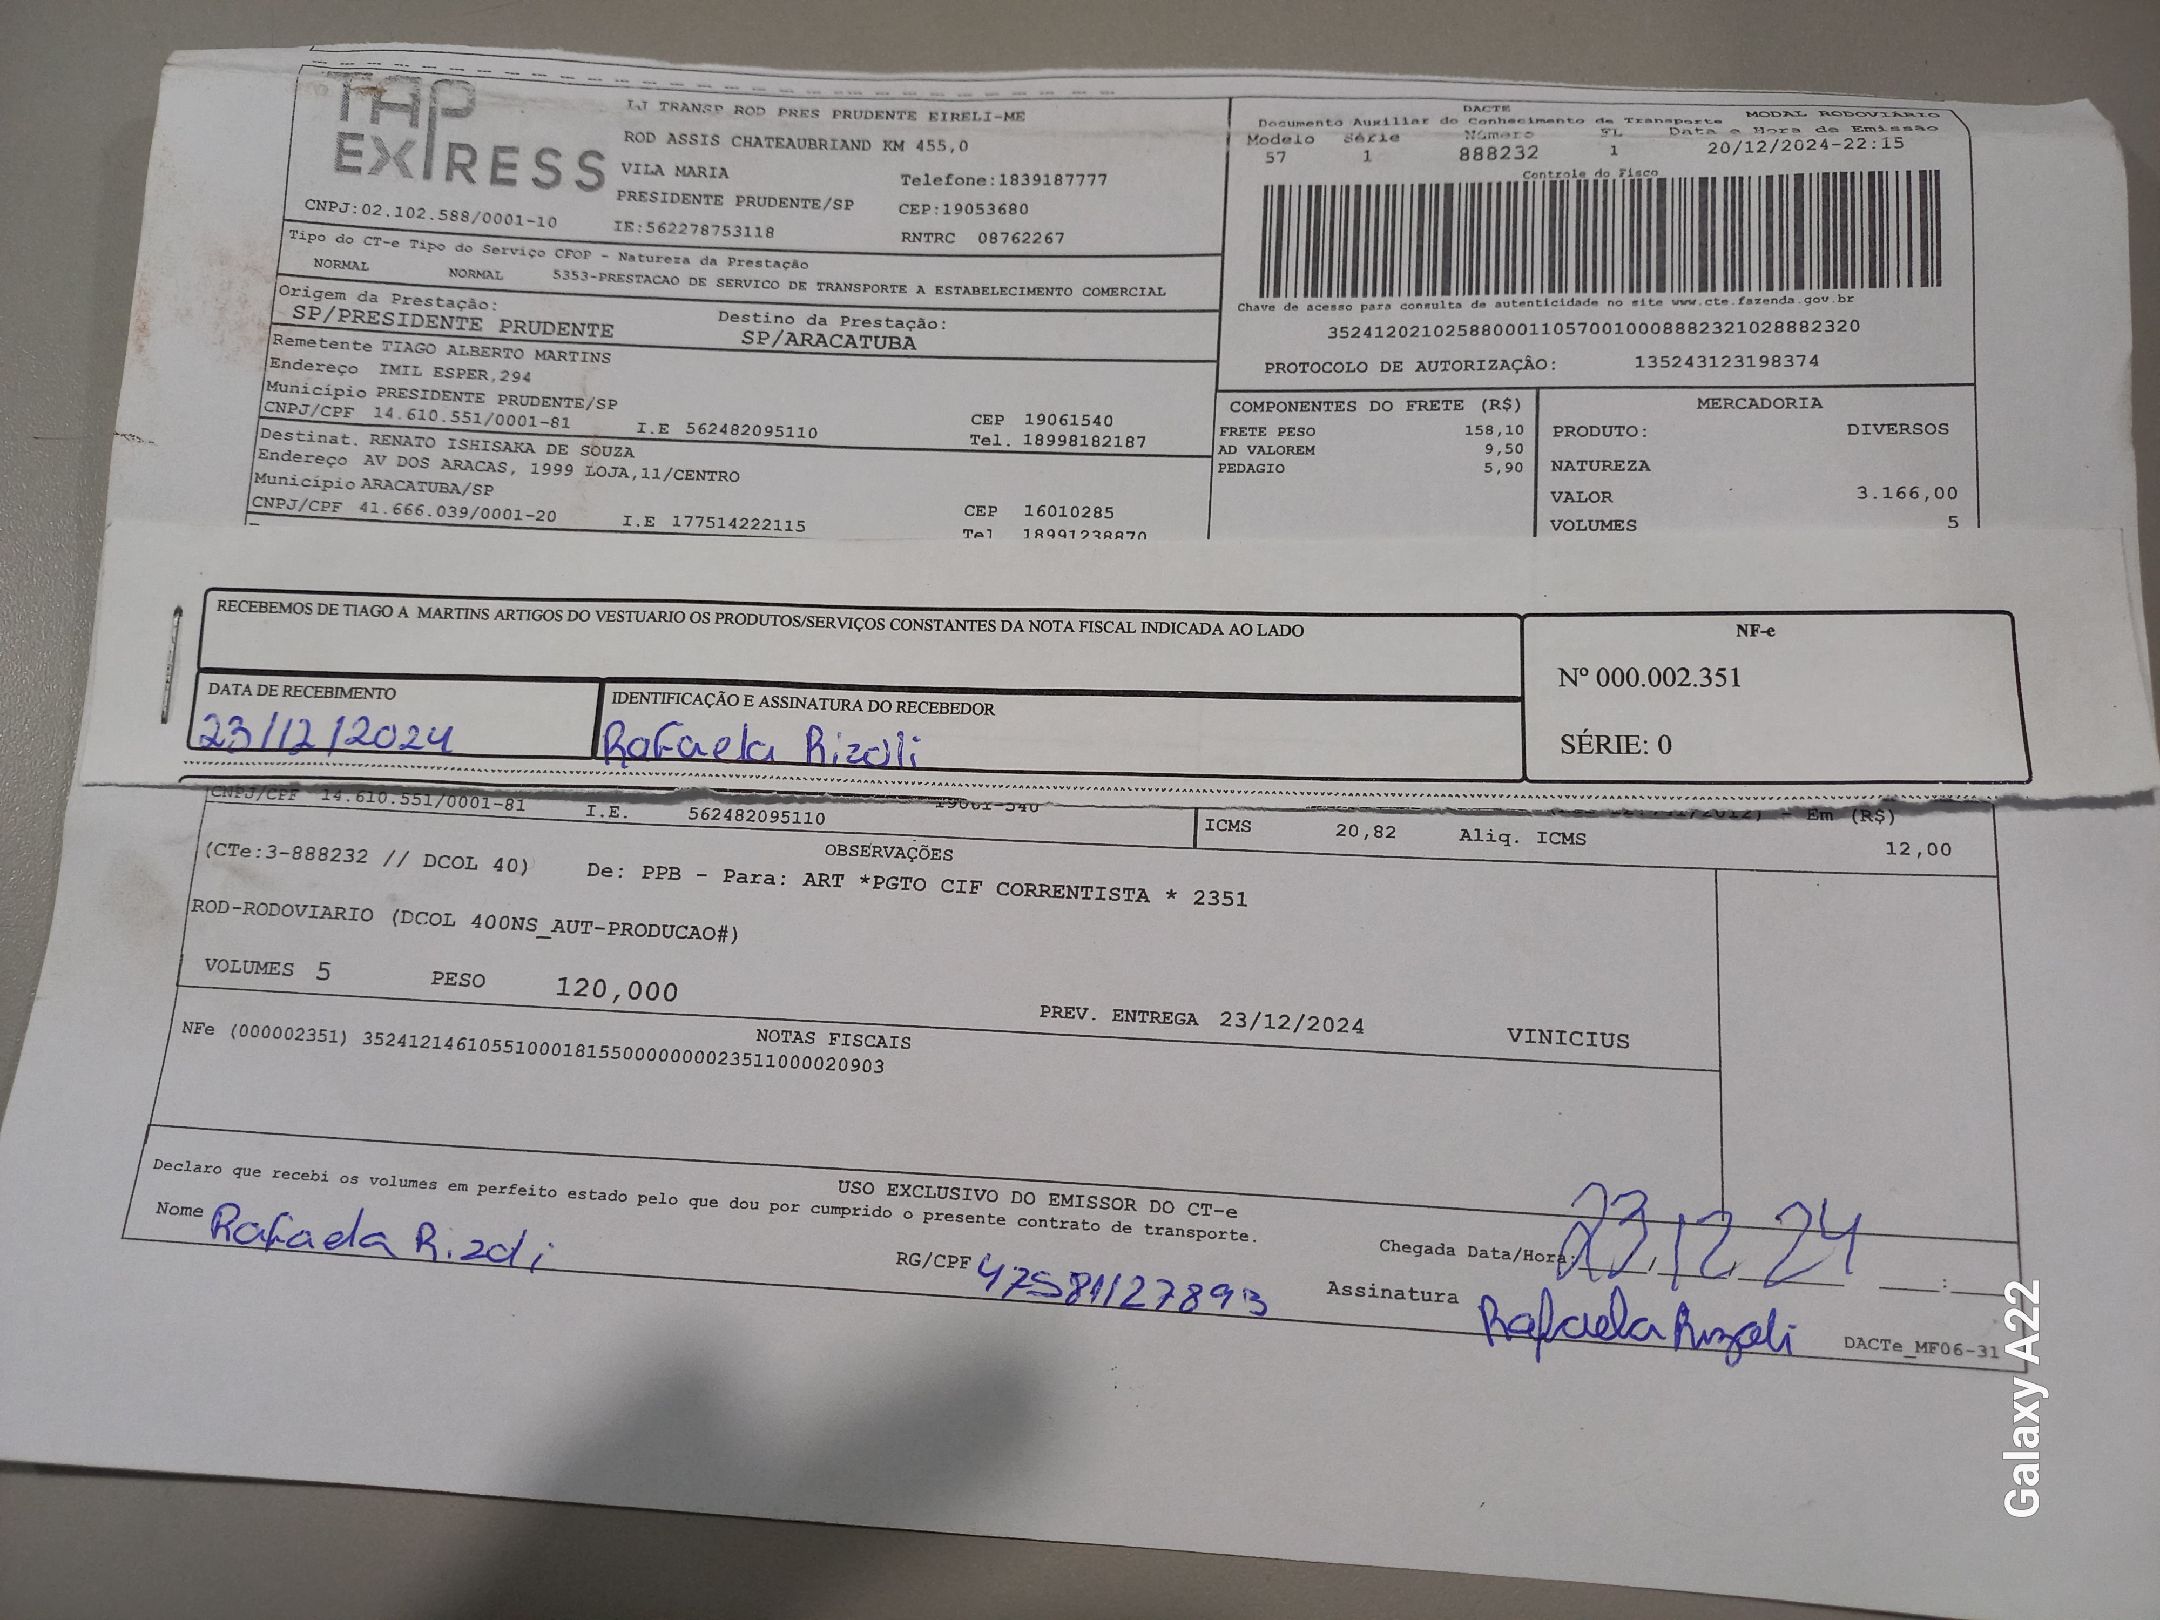 TAP EXPRESS
IJ TRANSP ROD PRES PRUDENTE EIRELI-ME
ROD ASSIS CHATEAUBRIAND KM 455,0
VILA MARIA Telefone:1839187777
PRESIDENTE PRUDENTE/SP CEP:19053680
CNPJ:02.102.588/0001-10 IE:562278753118 RNTRC 08762267
DACTE MODAL RODOVIÁRIO
Documento Auxiliar do Conhecimento de Transporte
Modelo Série Número FL Data e Hora de Emissão
57 1 888232 1 20/12/2024-22:15
Controle do Fisco
Chave de acesso para consulta de autenticidade no site www.cte.fazenda.gov.br
35241202102588000110570010008882321028882320
PROTOCOLO DE AUTORIZAÇÂO: 135243123198374
Tipo do CT-e Tipo do Serviço CFOP - Natureza da Prestação
NORMAL NORMAL 5353-PRESTACAO DE SERVICO DE TRANSPORTE A ESTABELECIMENTO COMERCIAL
Origem da Prestação: Destino da Prestação:
SP/PRESIDENTE PRUDENTE SP/ARACATUBA
Remetente TIAGO ALBERTO MARTINS
Endereço IMIL ESPER,294
Município PRESIDENTE PRUDENTE/SP CEP 19061540
CNPJ/CPF 14.610.551/0001-81 I.E 562482095110 Tel. 18998182187
Destinat. RENATO ISHISAKA DE SOUZA
Endereço AV DOS ARACAS, 1999 LOJA,11/CENTRO
Município ARACATUBA/SP CEP 16010285
CNPJ/CPF 41.666.039/0001-20 I.E 177514222115 Tel 18991238870
COMPONENTES DO FRETE (R$)
FRETE PESO 158,10
AD VALOREM 9,50
PEDAGIO 5,90
MERCADORIA
PRODUTO: DIVERSOS
NATUREZA
VALOR 3.166,00
VOLUMES 5
RECEBEMOS DE TIAGO A MARTINS ARTIGOS DO VESTUARIO OS PRODUTOS/SERVIÇOS CONSTANTES DA NOTA FISCAL INDICADA AO LADO
DATA DE RECEBIMENTO IDENTIFICAÇÃO E ASSINATURA DO RECEBEDOR
23/12/2024 Rafaela Rizoli
NF-e
Nº 000.002.351
SÉRIE: 0
CNPJ/CPF 14.610.551/0001-81 I.E. 562482095110 19061-540
- Em (R$)
ICMS 20,82 Aliq. ICMS 12,00
OBSERVAÇÕES
(CTe:3-888232 // DCOL 40) De: PPB - Para: ART *PGTO CIF CORRENTISTA * 2351
ROD-RODOVIARIO (DCOL 400NS_AUT-PRODUCAO#)
VOLUMES 5 PESO 120,000 PREV. ENTREGA 23/12/2024 VINICIUS
NOTAS FISCAIS
NFe (000002351) 35241214610551000181550000000023511000020903
USO EXCLUSIVO DO EMISSOR DO CT-e
Declaro que recebi os volumes em perfeito estado pelo que dou por cumprido o presente contrato de transporte.
Chegada Data/Hora: 23 12 24 :
Nome Rafaela Rizoli RG/CPF 47581127893 Assinatura Rafaela Rizoli
DACTe_MF06-31
Galaxy A22